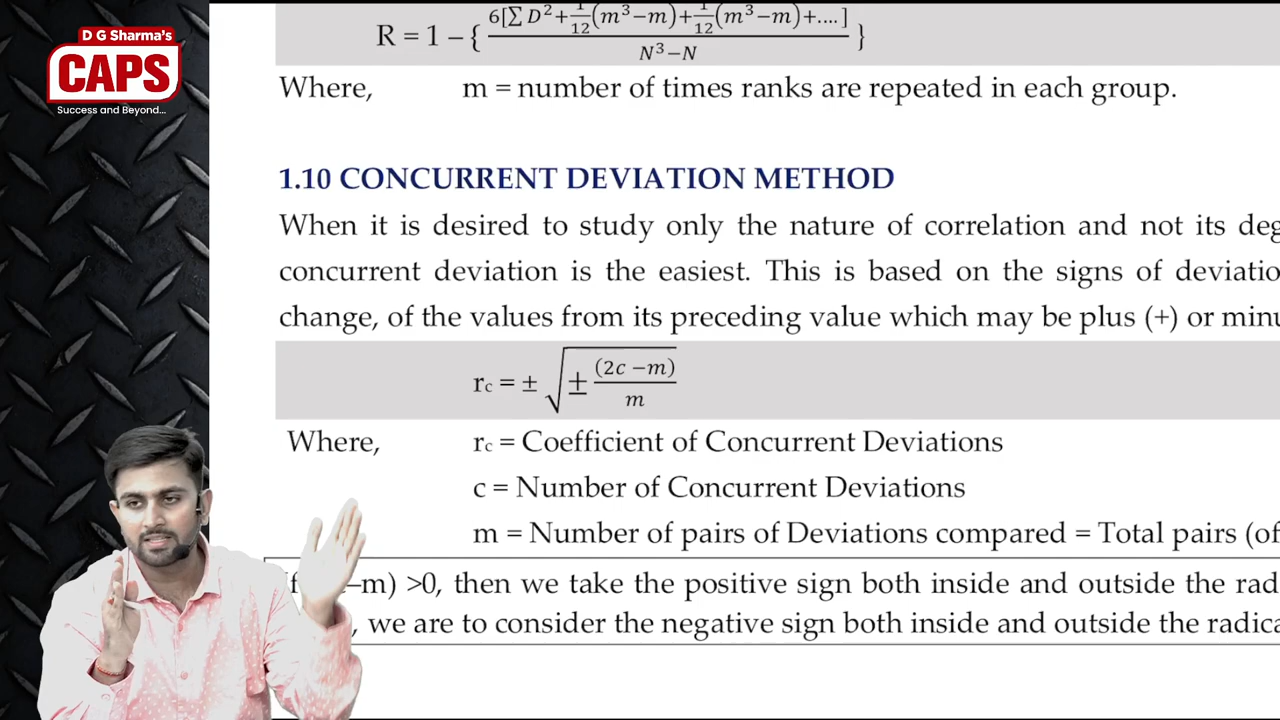 D G Sharma's
CAPS
Success and Beyond...
R = 1 – { 6[∑ D² + 1/12 (m³−m) + 1/12 (m³−m) + ....] / N³−N }
Where, m = number of times ranks are repeated in each group.
1.10 CONCURRENT DEVIATION METHOD
When it is desired to study only the nature of correlation and not its
concurrent deviation is the easiest. This is based on the signs of
change, of the values from its preceding value which may be plus (+) or
r꜀ = ± √ ± (2c −m) / m
Where, r꜀ = Coefficient of Concurrent Deviations
c = Number of Concurrent Deviations
m = Number of pairs of Deviations compared = Total pairs (of
–m) >0, then we take the positive sign both inside and outside the
, we are to consider the negative sign both inside and outside the